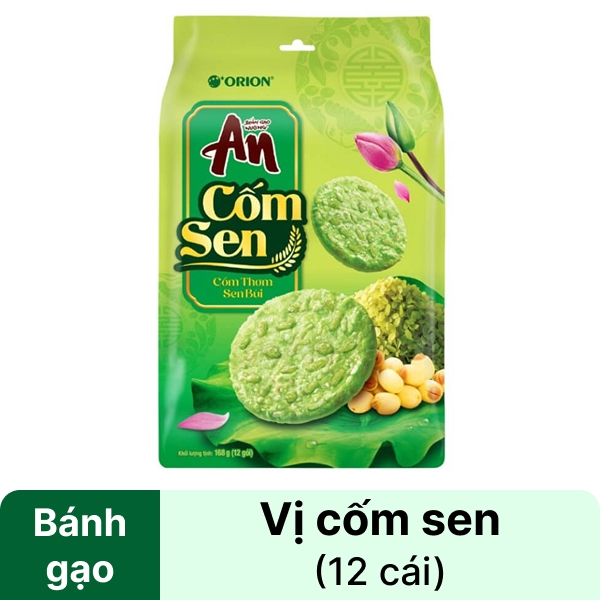 ORION
BÁNH GẠO
NƯỚNG
An
Cốm
Sen
Cốm Thơm
Sen Bùi
Khối lượng tịnh: 168 g (12 gói)
Bánh
gạo
Vị cốm sen
(12 cái)